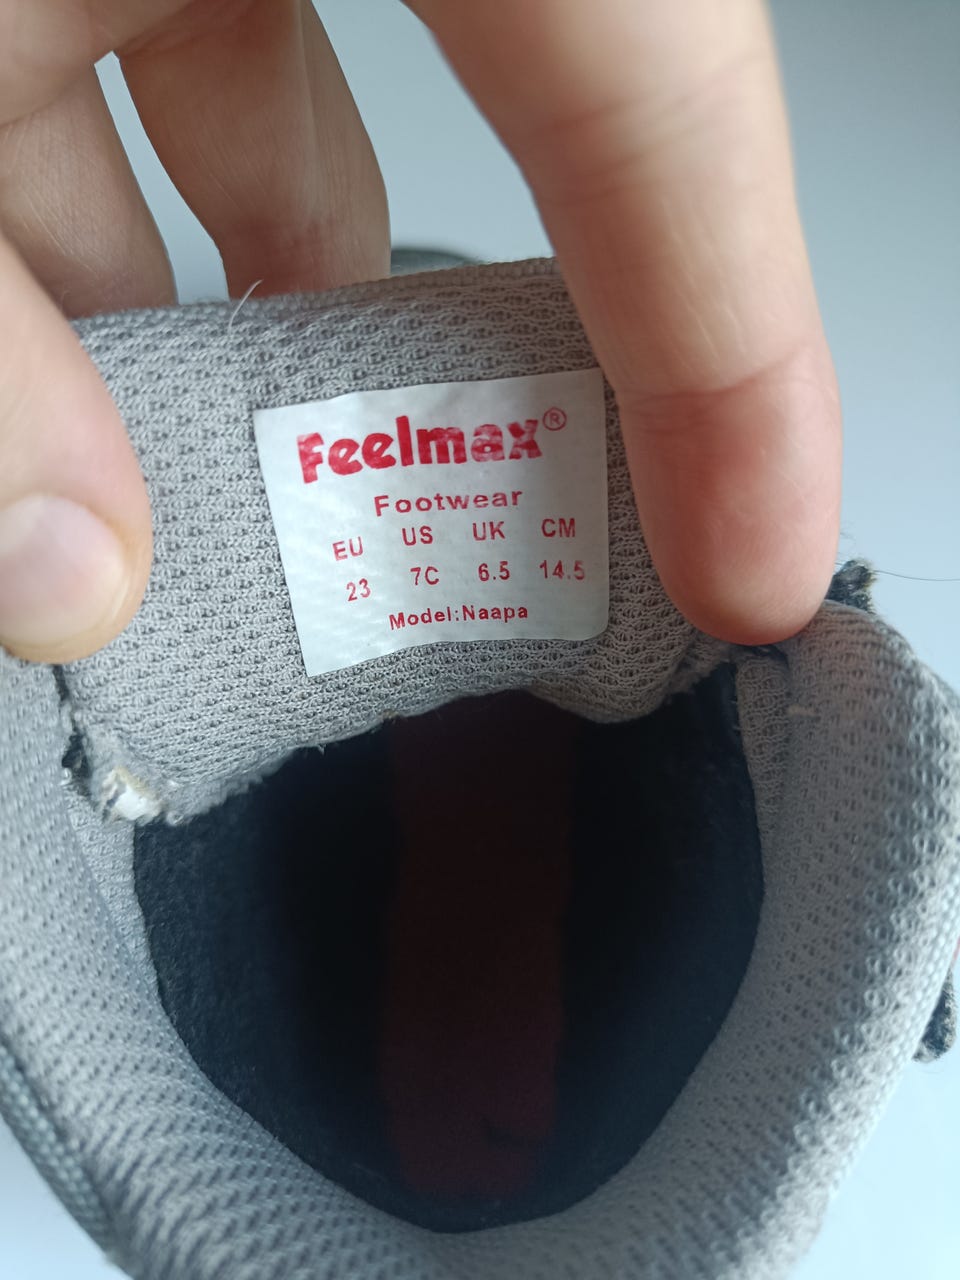 Feelmax®
Footwear
EU US UK CM
23 7C 6.5 14.5
Model:Naapa